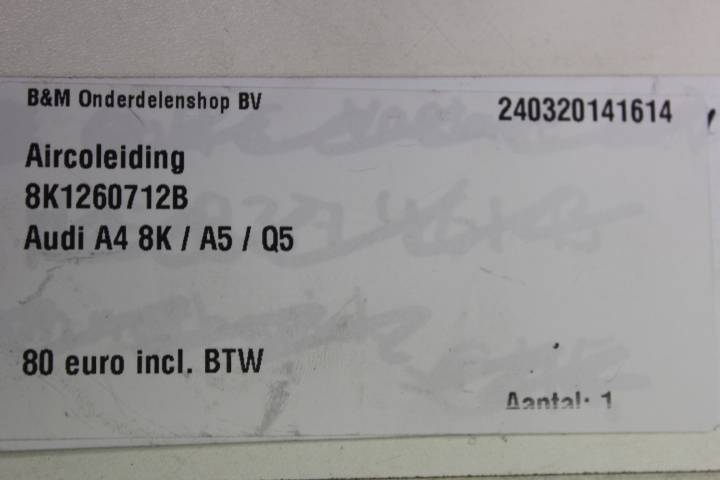 B&M Onderdelenshop BV 240320141614
Aircoleiding
8K1260712B
Audi A4 8K / A5 / Q5
80 euro incl. BTW
Aantal: 1